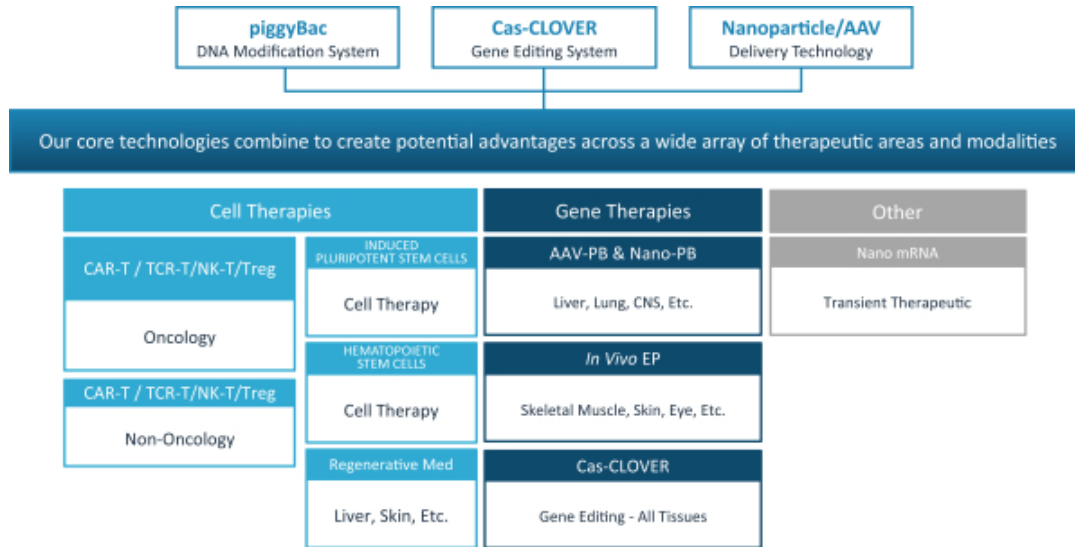 piggyBac
DNA Modification System
Cas-CLOVER
Gene Editing System
Nanoparticle/AAV
Delivery Technology
Our core technologies combine to create potential advantages across a wide array of therapeutic areas and modalities
Cell Therapies
CAR-T / TCR-T/NK-T/Treg
Oncology
CAR-T / TCR-T/NK-T/Treg
Non-Oncology
INDUCED
PLURIPOTENT STEM CELLS
Cell Therapy
HEMATOPOIETIC
STEM CELLS
Cell Therapy
Regenerative Med
Liver, Skin, Etc.
Gene Therapies
AAV-PB & Nano-PB
Liver, Lung, CNS, Etc.
In Vivo EP
Skeletal Muscle, Skin, Eye, Etc.
Cas-CLOVER
Gene Editing - All Tissues
Other
Nano mRNA
Transient Therapeutic